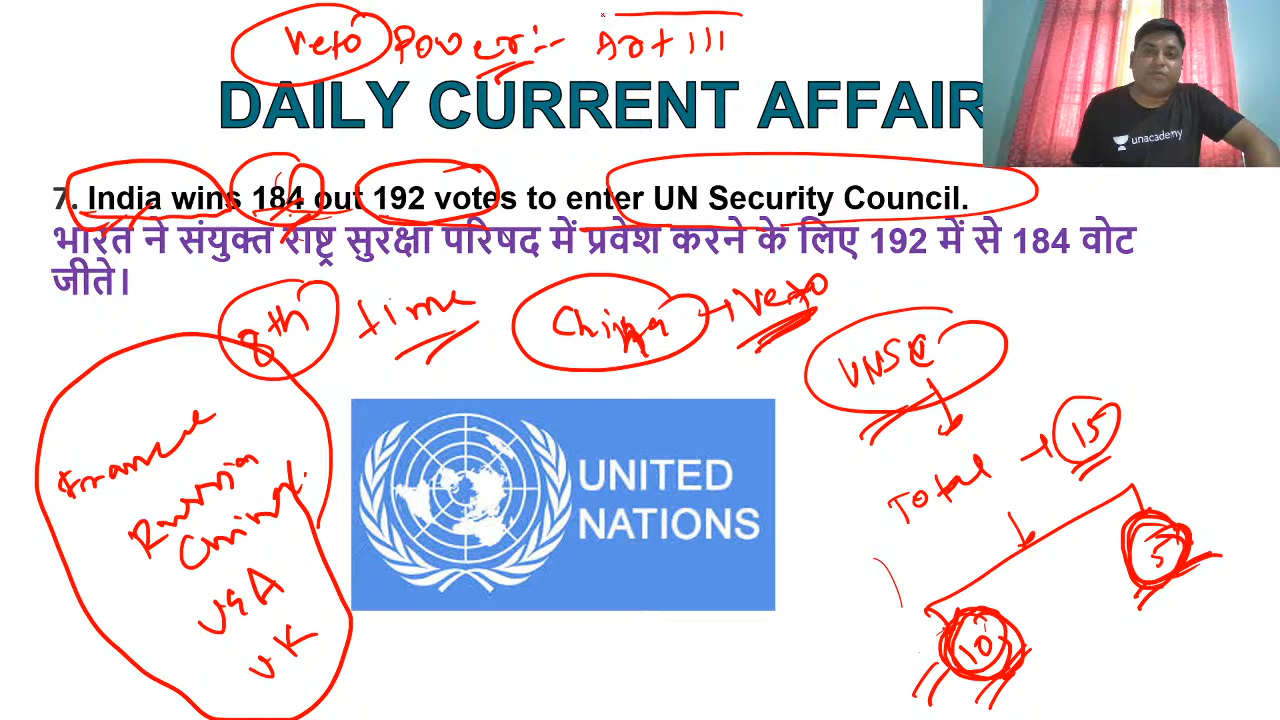 Veto Power :- Art 111
DAILY CURRENT AFFAIR
unacademy
7. India wins 184 out 192 votes to enter UN Security Council.
भारत ने संयुक्त राष्ट्र सुरक्षा परिषद में प्रवेश करने के लिए 192 में से 184 वोट
जीते।
8th time
China → Veto
UNSC
Total → 15
5
10
France
Russia
China
USA
UK
UNITED
NATIONS